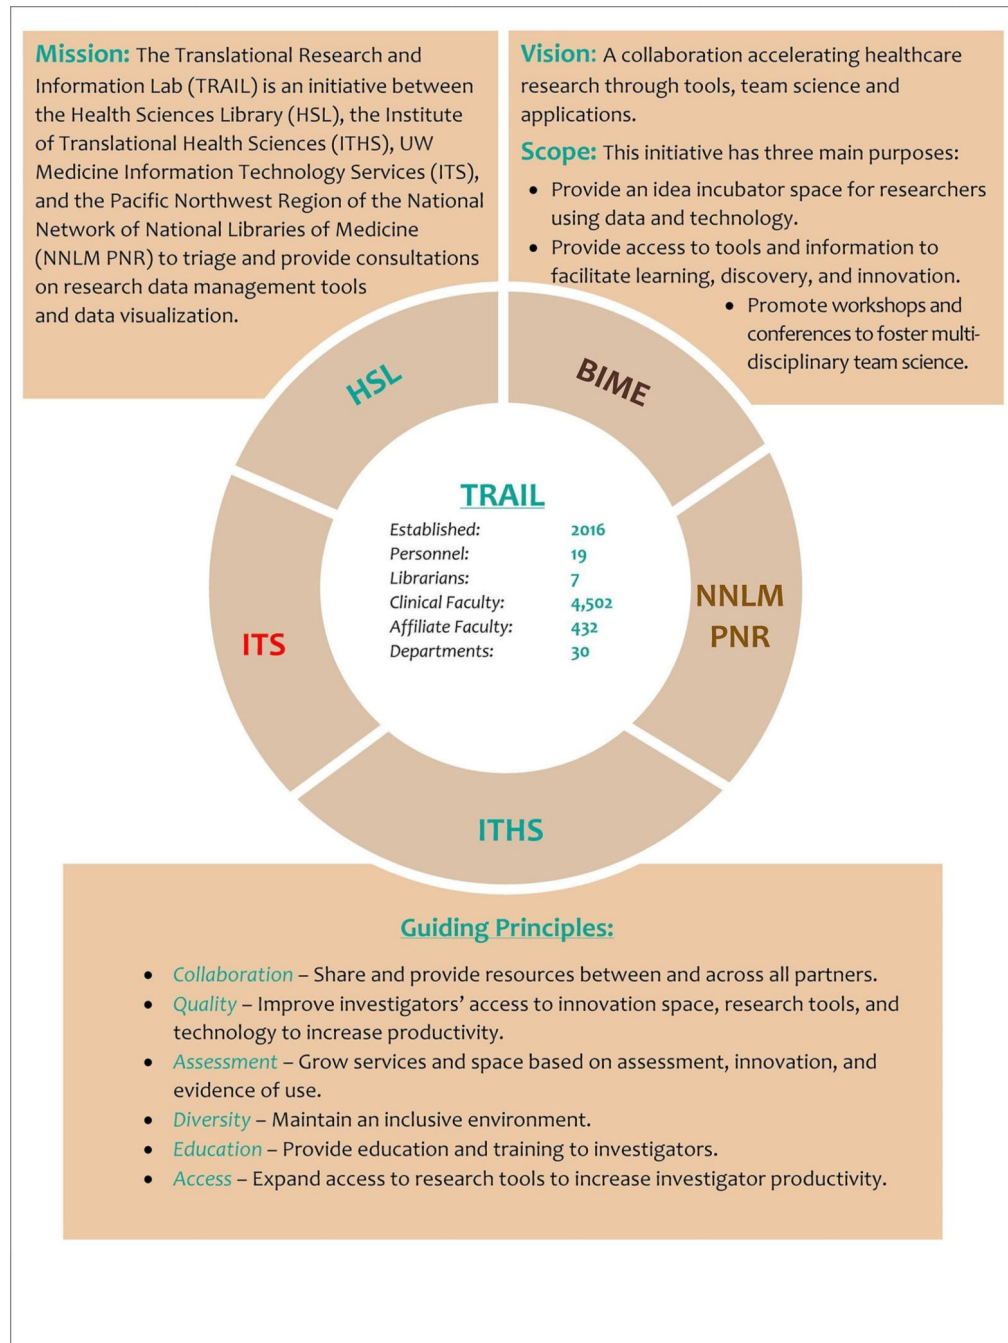 Mission: The Translational Research and
Information Lab (TRAIL) is an initiative between
the Health Sciences Library (HSL), the Institute
of Translational Health Sciences (ITHS), UW
Medicine Information Technology Services (ITS),
and the Pacific Northwest Region of the National
Network of National Libraries of Medicine
(NNLM PNR) to triage and provide consultations
on research data management tools
and data visualization.
Vision: A collaboration accelerating healthcare
research through tools, team science and
applications.
Scope: This initiative has three main purposes:
• Provide an idea incubator space for researchers
using data and technology.
• Provide access to tools and information to
facilitate learning, discovery, and innovation.
• Promote workshops and
conferences to foster multi-
disciplinary team science.
HSL
BIME
TRAIL
Established: 2016
Personnel: 19
Librarians: 7
Clinical Faculty: 4,502
Affiliate Faculty: 432
Departments: 30
NNLM
PNR
ITS
ITHS
Guiding Principles:
• Collaboration – Share and provide resources between and across all partners.
• Quality – Improve investigators’ access to innovation space, research tools, and
technology to increase productivity.
• Assessment – Grow services and space based on assessment, innovation, and
evidence of use.
• Diversity – Maintain an inclusive environment.
• Education – Provide education and training to investigators.
• Access – Expand access to research tools to increase investigator productivity.